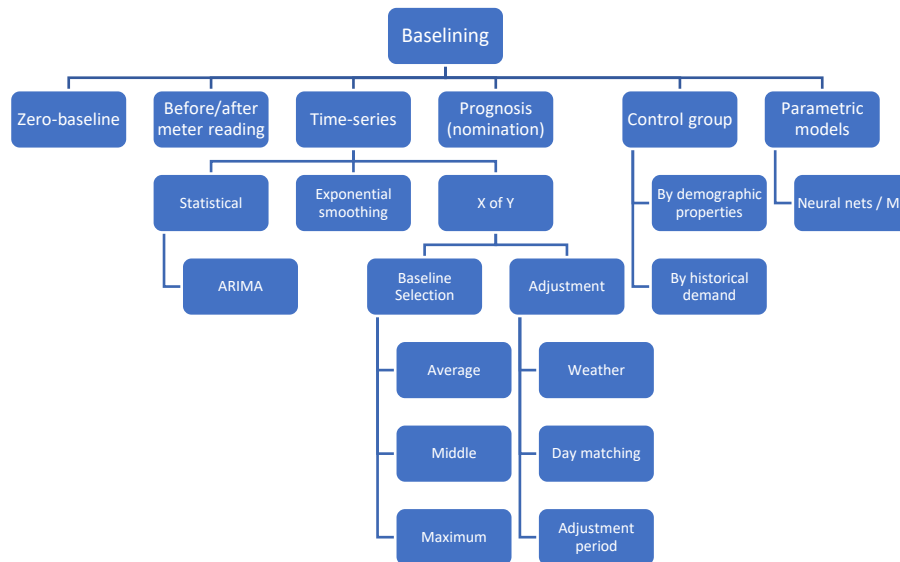 Baselining
Zero-baseline
Before/after
meter reading
Time-series
Prognosis
(nomination)
Control group
Parametric
models
Statistical
Exponential
smoothing
X of Y
By demographic
properties
Neural nets / M
ARIMA
Baseline
Selection
Adjustment
By historical
demand
Average
Weather
Middle
Day matching
Maximum
Adjustment
period